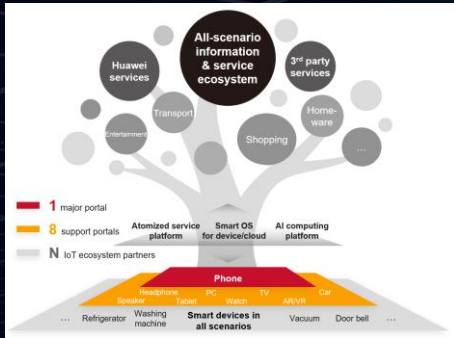 All-scenario
information
& service
ecosystem
Huawei
services
3rd party
services
Transport
Home-
ware
Entertainment
Shopping
...
1 major portal
8 support portals
N IoT ecosystem partners
Atomized service
platform
Smart OS
for device/cloud
AI computing
platform
Phone
Headphone PC TV Car
Speaker Tablet Watch AR/VR
... Refrigerator Washing
machine Smart devices in
all scenarios Vacuum Door bell ...